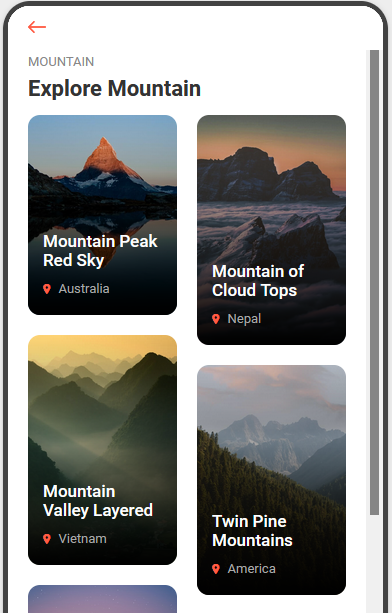 MOUNTAIN
Explore Mountain
Mountain Peak
Red Sky
Australia
Mountain of
Cloud Tops
Nepal
Mountain
Valley Layered
Vietnam
Twin Pine
Mountains
America